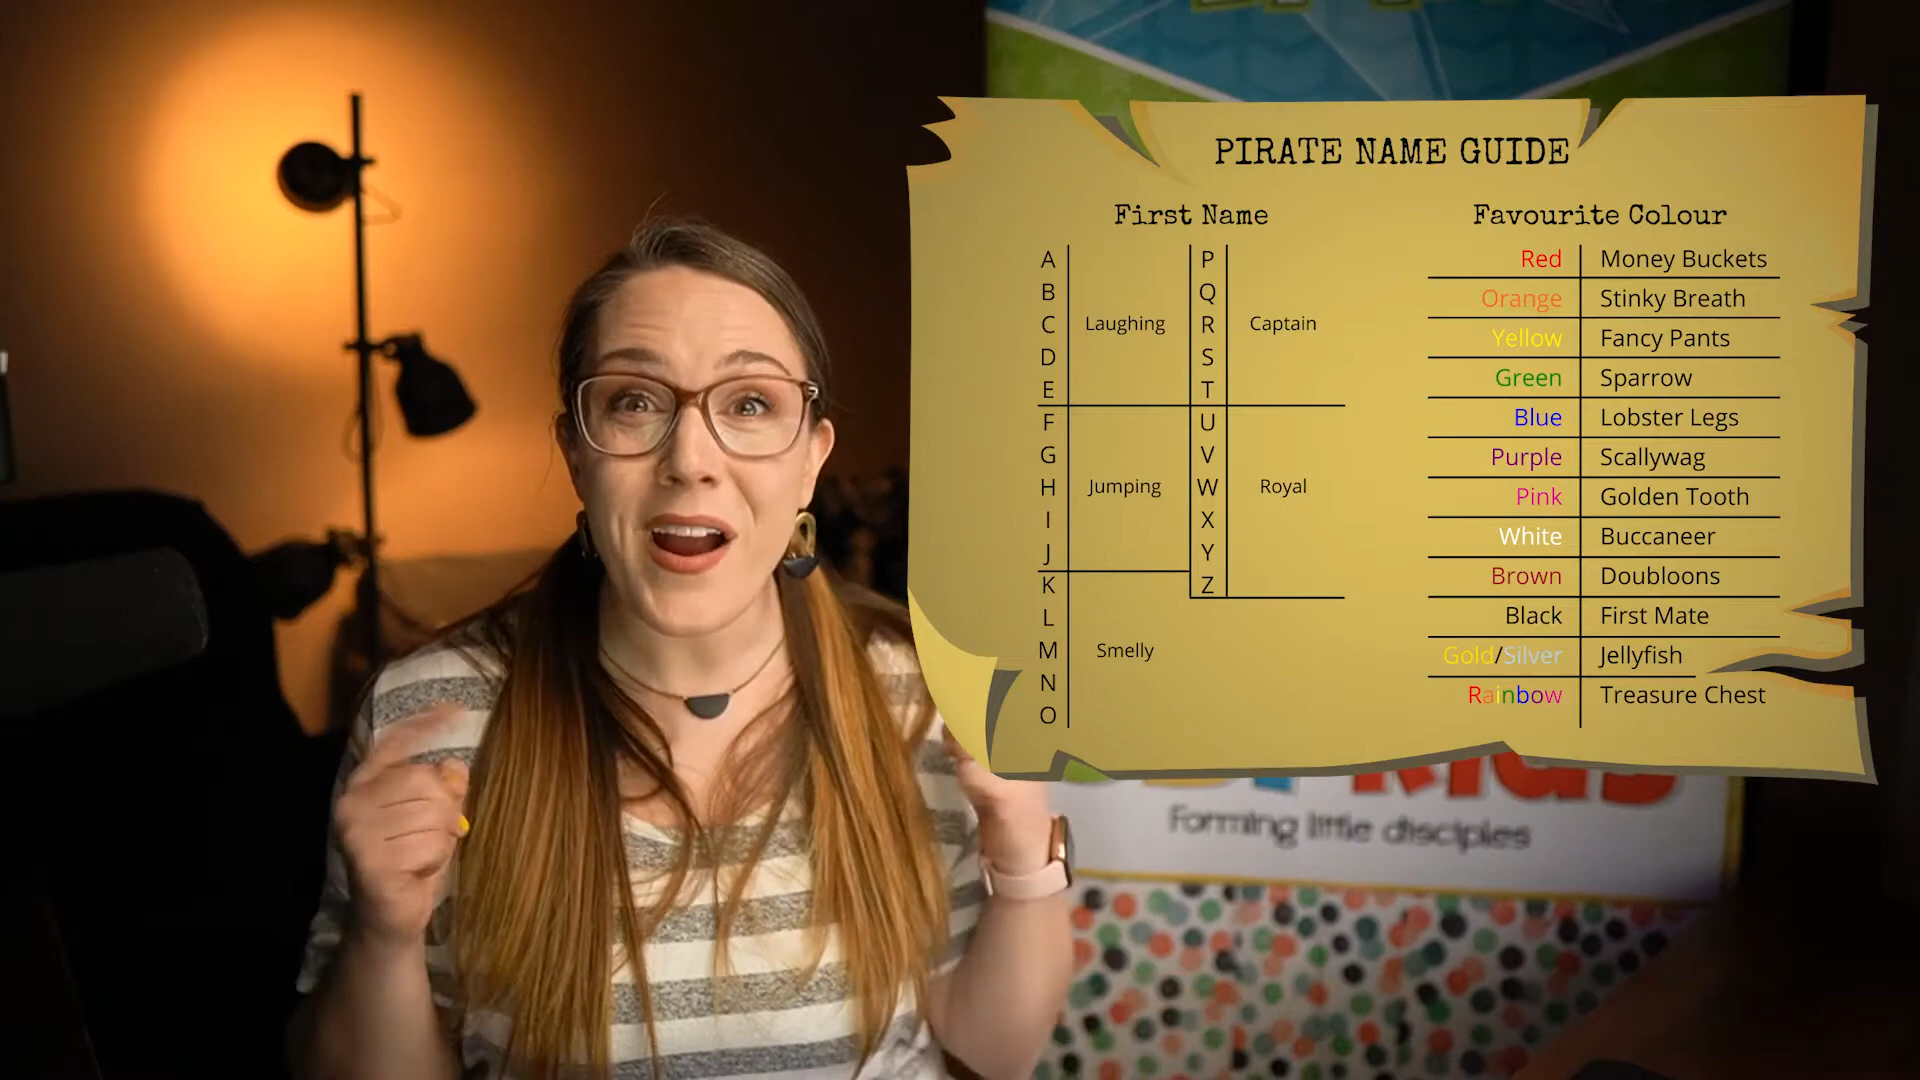 PIRATE NAME GUIDE
First Name
A
B
C
D
E
Laughing
F
G
H
I
J
Jumping
K
L
M
N
O
Smelly
P
Q
R
S
T
Captain
U
V
W
X
Y
Z
Royal
Favourite Colour
Red Money Buckets
Orange Stinky Breath
Yellow Fancy Pants
Green Sparrow
Blue Lobster Legs
Purple Scallywag
Pink Golden Tooth
White Buccaneer
Brown Doubloons
Black First Mate
Gold/Silver Jellyfish
Rainbow Treasure Chest
Forming little disciples